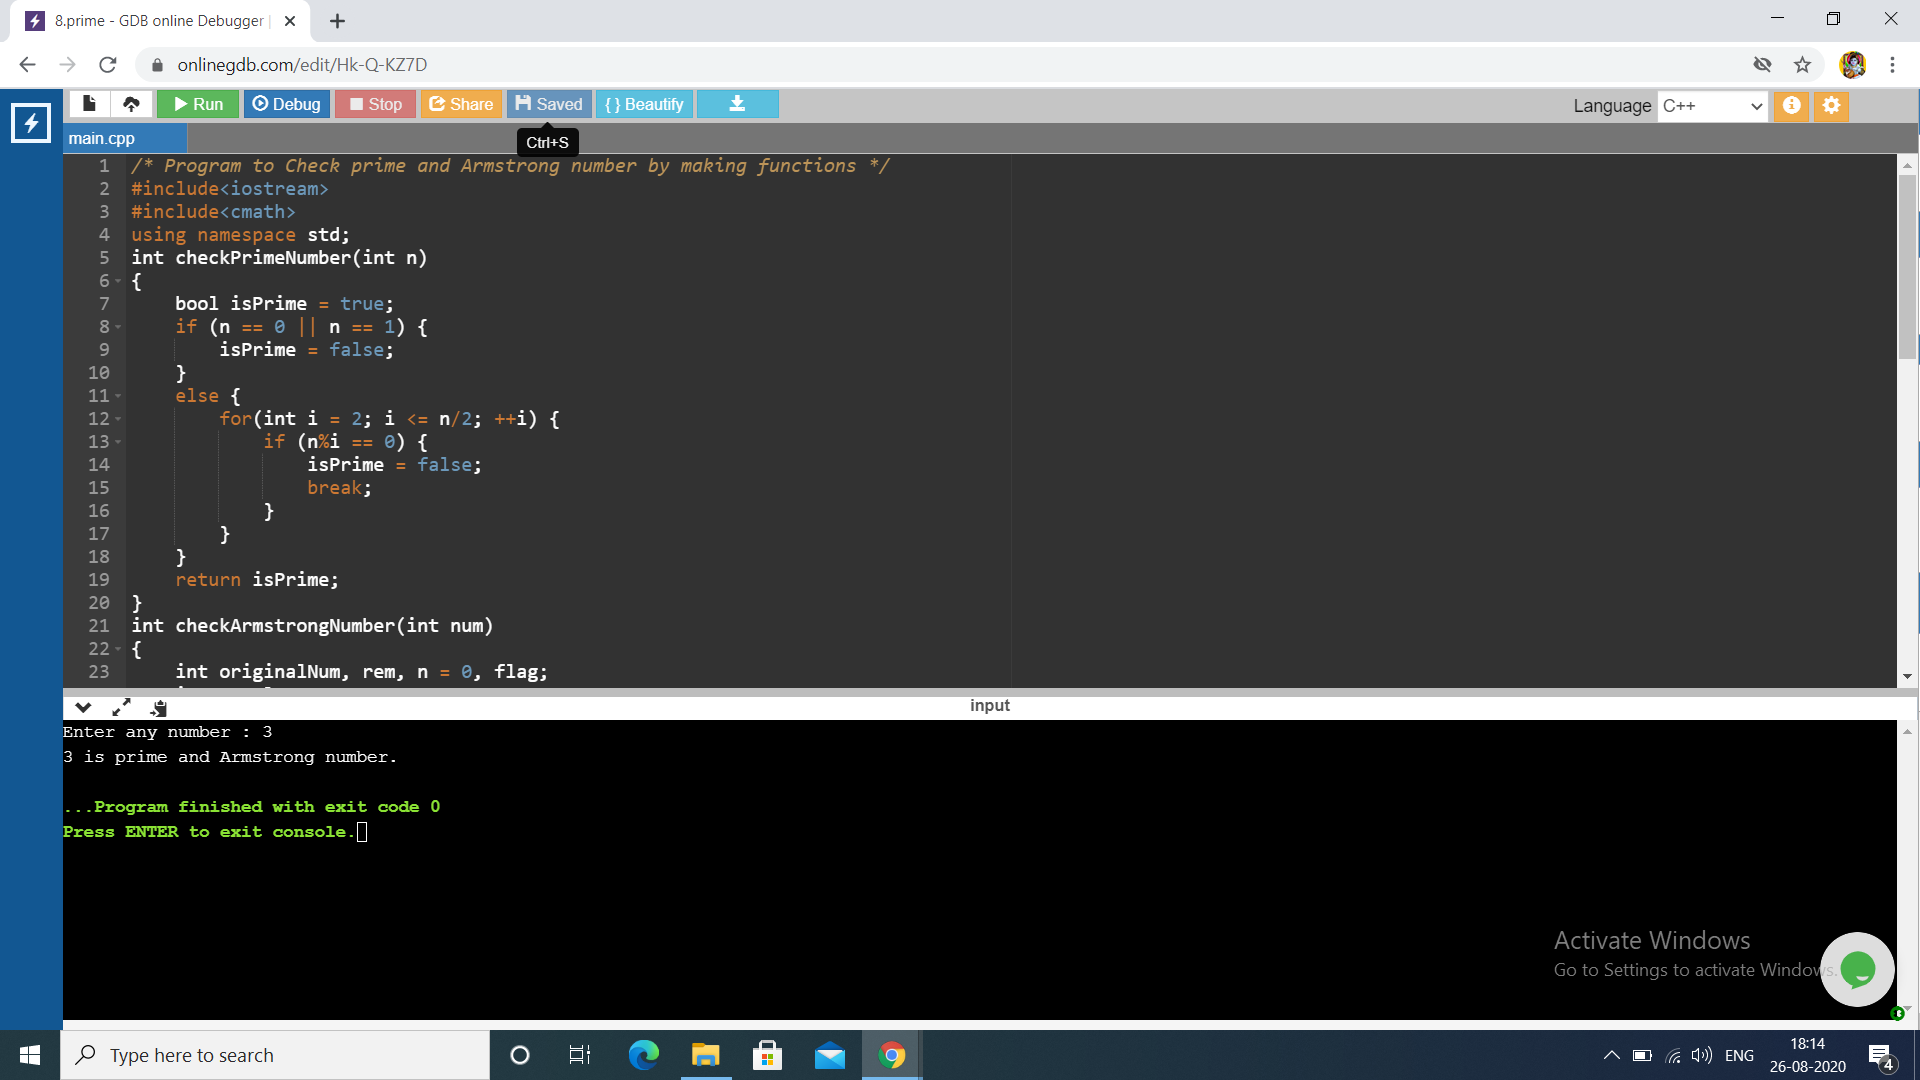 8.prime - GDB online Debugger
onlinegdb.com/edit/Hk-Q-KZ7D
Run Debug Stop Share Saved {} Beautify
Language C++
main.cpp
Ctrl+S
1 /* Program to Check prime and Armstrong number by making functions */
2 #include<iostream>
3 #include<cmath>
4 using namespace std;
5 int checkPrimeNumber(int n)
6 {
7 bool isPrime = true;
8 if (n == 0 || n == 1) {
9 isPrime = false;
10 }
11 else {
12 for(int i = 2; i <= n/2; ++i) {
13 if (n%i == 0) {
14 isPrime = false;
15 break;
16 }
17 }
18 }
19 return isPrime;
20 }
21 int checkArmstrongNumber(int num)
22 {
23 int originalNum, rem, n = 0, flag;
input
Enter any number : 3
3 is prime and Armstrong number.
...Program finished with exit code 0
Press ENTER to exit console.
Activate Windows
Go to Settings to activate Windows.
Type here to search
ENG
18:14
26-08-2020
4